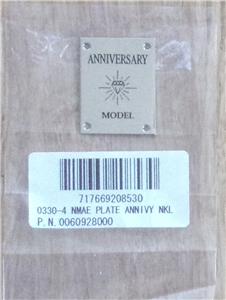 ANNIVERSARY
MODEL
717669208530
0330-4 NMAE PLATE ANNIVY NKL
P.N.0060928000